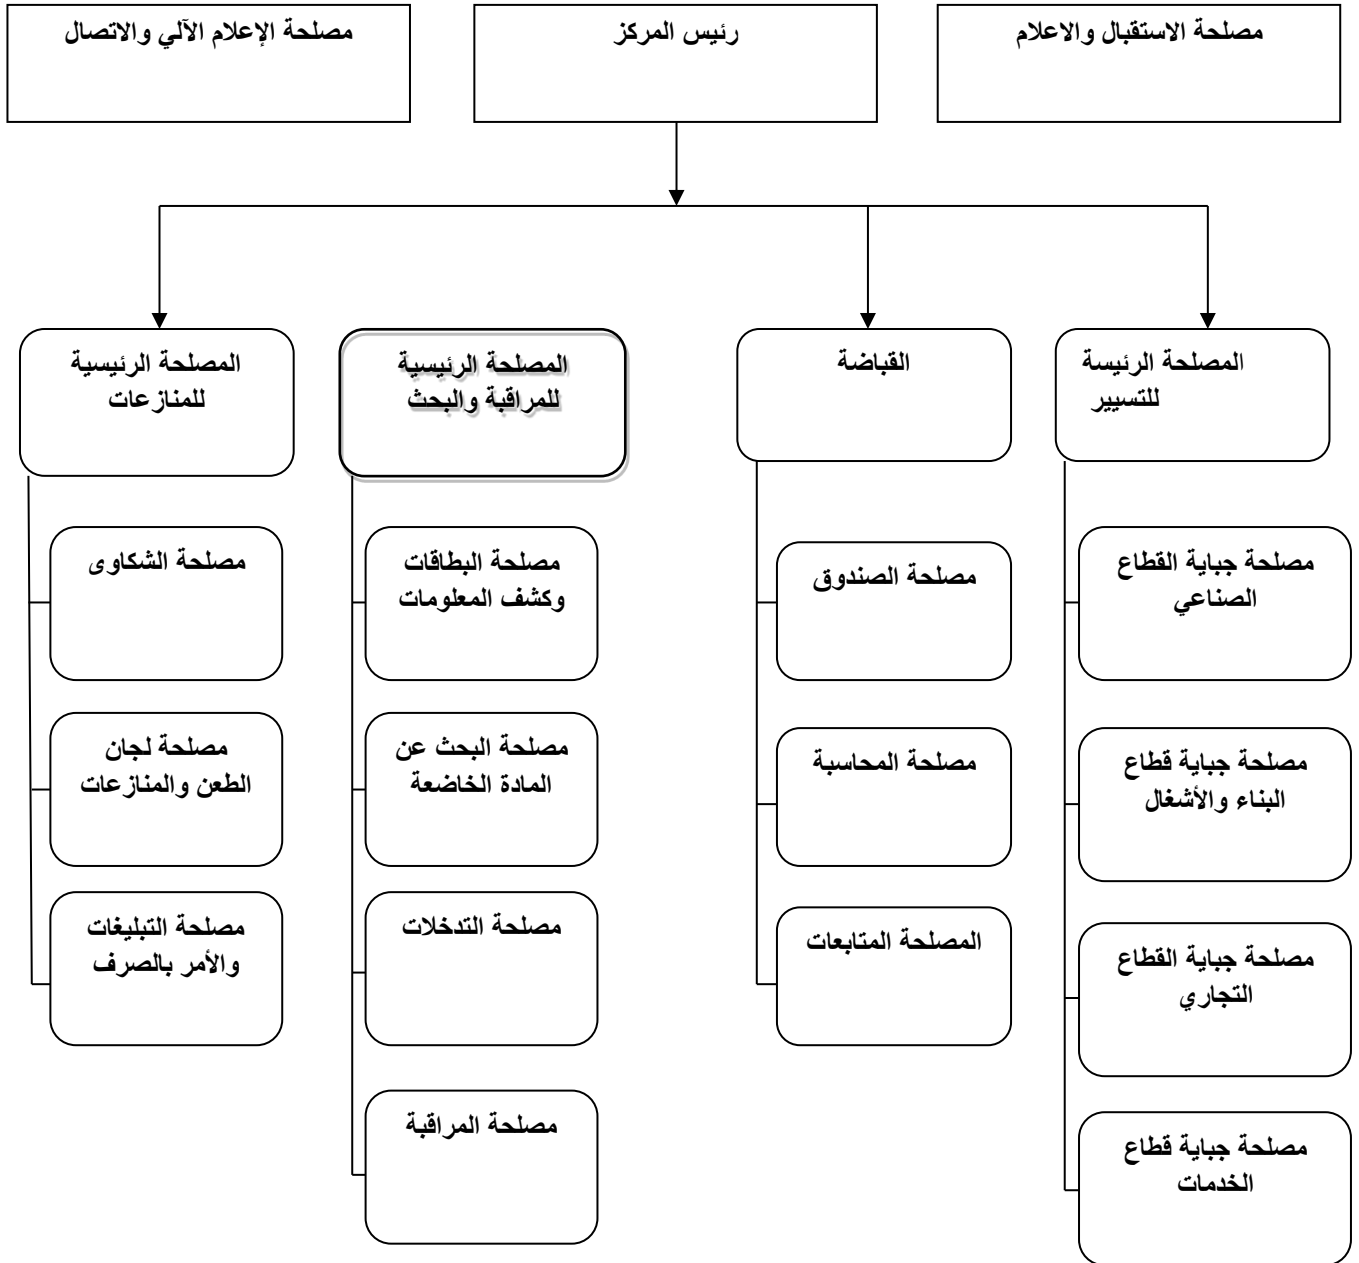 مصلحة الاستقبال والاعلام
رئيس المركز
مصلحة الإعلام الآلي والاتصال
المصلحة الرئيسة
للتسيير
القباضة
المصلحة الرئيسية
للمراقبة والبحث
المصلحة الرئيسية
للمنازعات
مصلحة جباية القطاع
الصناعي
مصلحة جباية قطاع
البناء والأشغال
مصلحة جباية القطاع
التجاري
مصلحة جباية قطاع
الخدمات
مصلحة الصندوق
مصلحة المحاسبة
المصلحة المتابعات
مصلحة البطاقات
وكشف المعلومات
مصلحة البحث عن
المادة الخاضعة
مصلحة التدخلات
مصلحة المراقبة
مصلحة الشكاوى
مصلحة لجان
الطعن والمنازعات
مصلحة التبليغات
والأمر بالصرف